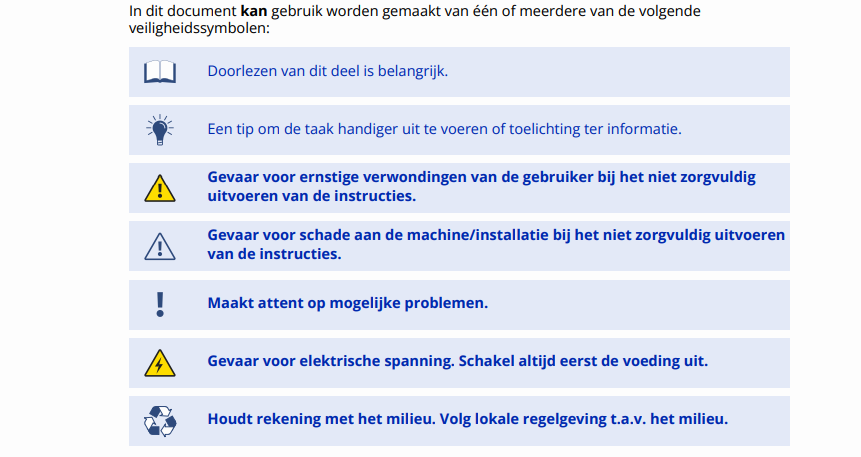 In dit document kan gebruik worden gemaakt van één of meerdere van de volgende
veiligheidssymbolen:
Doorlezen van dit deel is belangrijk.
Een tip om de taak handiger uit te voeren of toelichting ter informatie.
Gevaar voor ernstige verwondingen van de gebruiker bij het niet zorgvuldig
uitvoeren van de instructies.
Gevaar voor schade aan de machine/installatie bij het niet zorgvuldig uitvoeren
van de instructies.
Maakt attent op mogelijke problemen.
Gevaar voor elektrische spanning. Schakel altijd eerst de voeding uit.
Houdt rekening met het milieu. Volg lokale regelgeving t.a.v. het milieu.